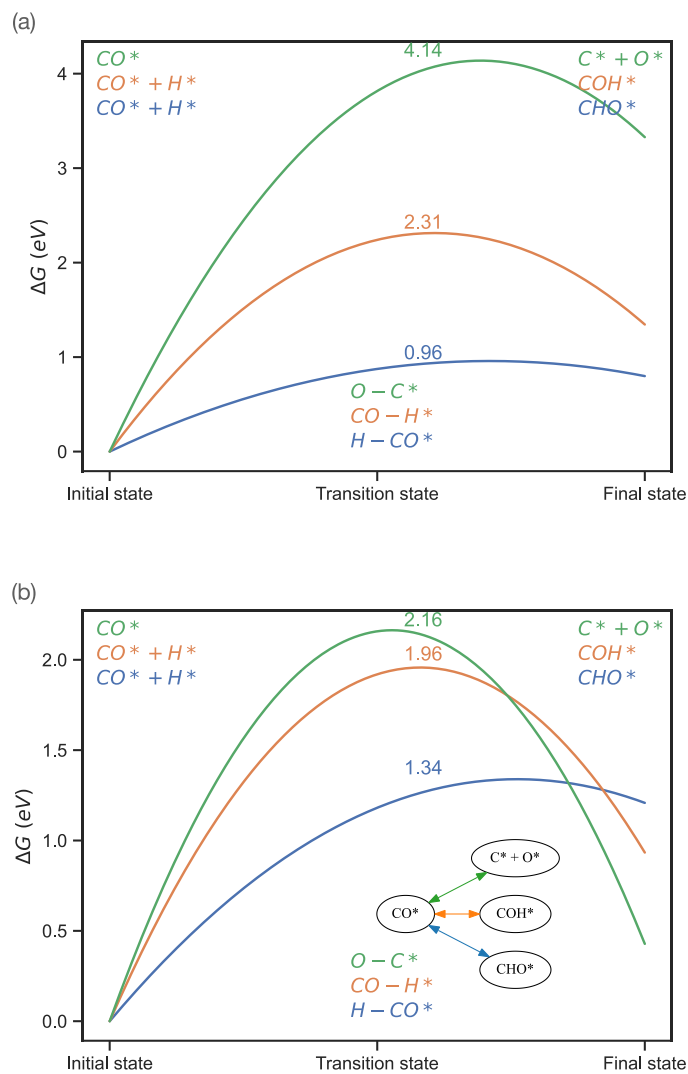 (a)
CO* 4.14 C* + O*
CO* + H* COH*
CO* + H* CHO*
4
3
2.31
2
ΔG (eV)
0.96
1
O − C*
CO − H*
H − CO*
0
Initial state Transition state Final state
(b)
CO* 2.16 C* + O*
CO* + H* 1.96 COH*
CO* + H* CHO*
2.0
1.5
1.34
1.0
ΔG (eV)
C* + O*
CO* COH*
CHO*
0.5
O − C*
CO − H*
H − CO*
0.0
Initial state Transition state Final state